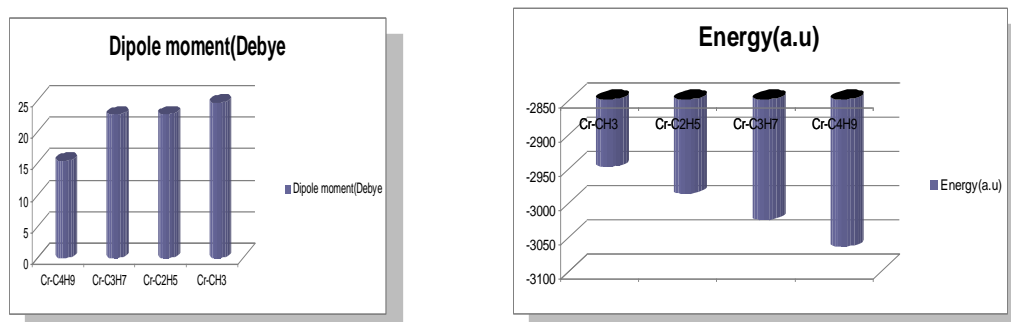 Dipole moment(Debye
25
20
15
10
5
0
Cr-C4H9 Cr-C3H7 Cr-C2H5 Cr-CH3
Dipole moment(Debye
Energy(a.u)
-2850
Cr-CH3 Cr-C2H5 Cr-C3H7 Cr-C4H9
-2900
-2950
-3000
-3050
-3100
Energy(a.u)